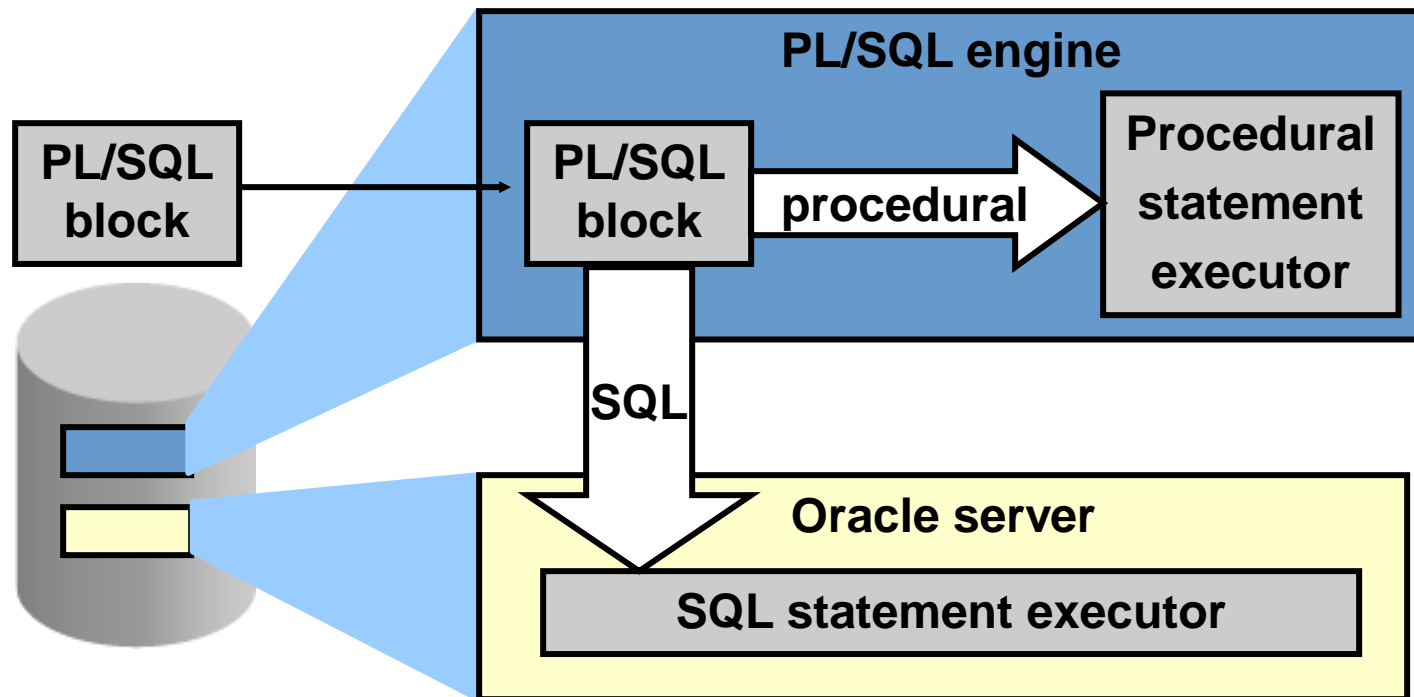 PL/SQL engine
PL/SQL
block
PL/SQL
block
procedural
Procedural
statement
executor
SQL
Oracle server
SQL statement executor